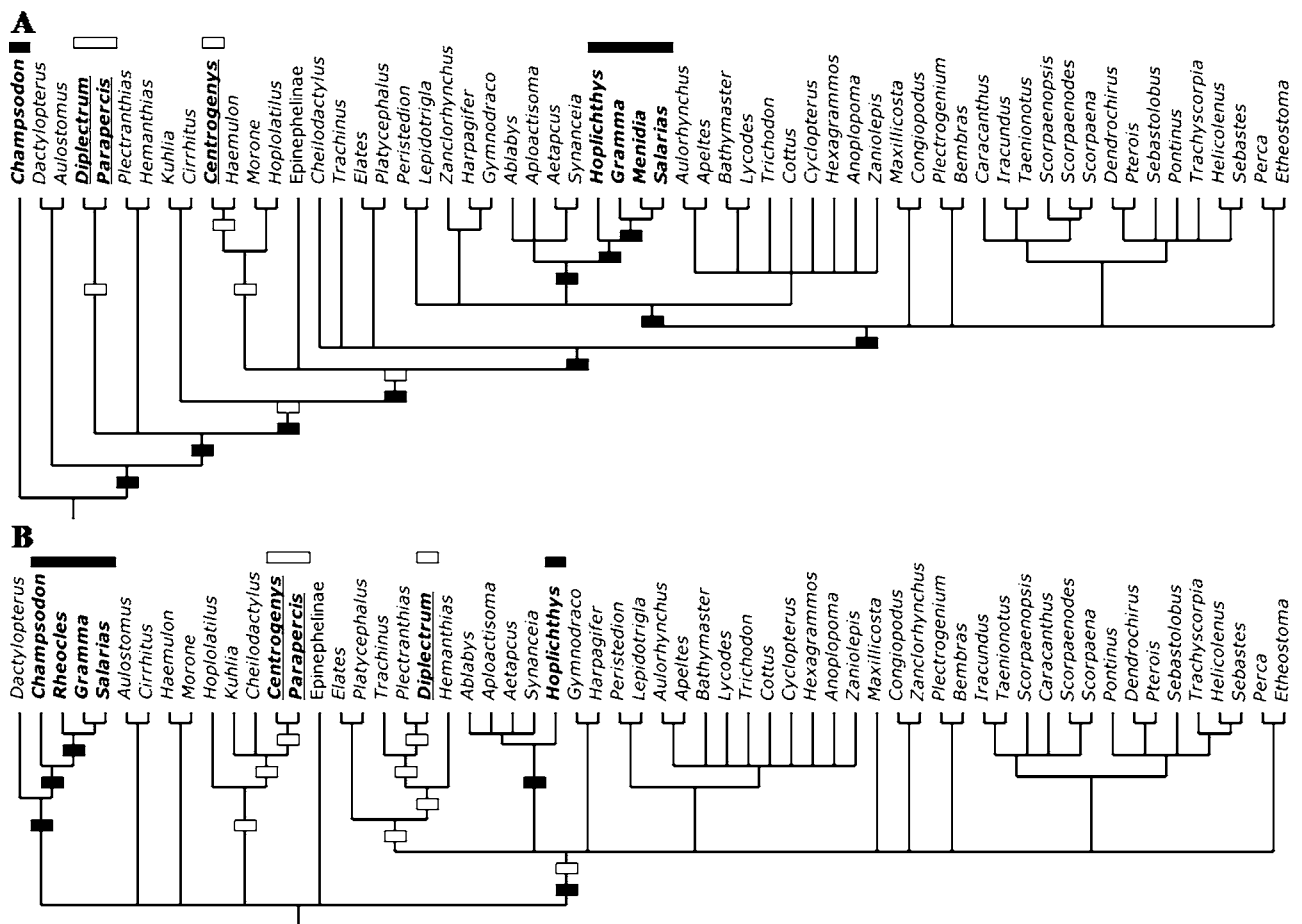 A
Champsodon
Dactylopterus
Aulostomus
Diplectrum
Parapercis
Plectranthias
Hemanthias
Kuhlia
Cirrhitus
Centrogenys
Haemulon
Morone
Hoplolatilus
Epinephelinae
Cheilodactylus
Trachinus
Elates
Platycephalus
Peristedion
Lepidotrigla
Zanclorhynchus
Harpagifer
Gymnodraco
Ablabys
Aploactisoma
Aetapcus
Synanceia
Hoplichthys
Gramma
Menidia
Salarias
Aulorhynchus
Apeltes
Bathymaster
Lycodes
Trichodon
Cottus
Cyclopterus
Hexagrammos
Anoplopoma
Zaniolepis
Maxillicosta
Congiopodus
Plectrogenium
Bembras
Caracanthus
Iracundus
Taenionotus
Scorpaenopsis
Scorpaenodes
Scorpaena
Dendrochirus
Pterois
Sebastolobus
Pontinus
Trachyscorpia
Helicolenus
Sebastes
Perca
Etheostoma
B
Dactylopterus
Champsodon
Rheocles
Gramma
Salarias
Aulostomus
Cirrhitus
Haemulon
Morone
Hoplolatilus
Kuhlia
Cheilodactylus
Centrogenys
Parapercis
Epinephelinae
Elates
Platycephalus
Trachinus
Plectranthias
Diplectrum
Hemanthias
Ablabys
Aploactisoma
Aetapcus
Synanceia
Hoplichthys
Gymnodraco
Harpagifer
Peristedion
Lepidotrigla
Aulorhynchus
Apeltes
Bathymaster
Lycodes
Trichodon
Cottus
Cyclopterus
Hexagrammos
Anoplopoma
Zaniolepis
Maxillicosta
Congiopodus
Zanclorhynchus
Plectrogenium
Bembras
Iracundus
Taenionotus
Scorpaenopsis
Caracanthus
Scorpaenodes
Scorpaena
Pontinus
Dendrochirus
Pterois
Sebastolobus
Trachyscorpia
Helicolenus
Sebastes
Perca
Etheostoma